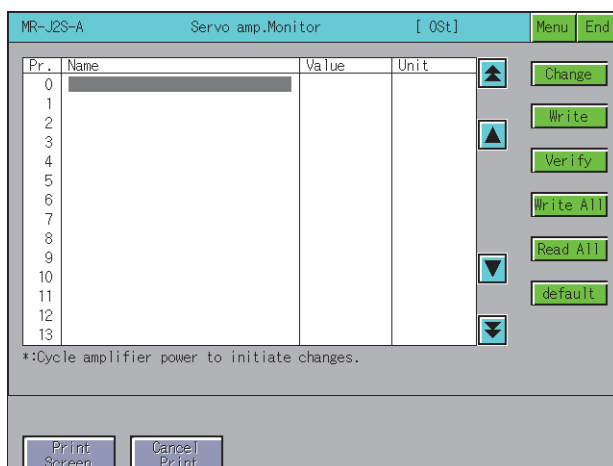 MR-J2S-A Servo amp.Monitor [ 0St] Menu End
Pr. Name Value Unit
0
1
2
3
4
5
6
7
8
9
10
11
12
13
Change
Write
Verify
Write All
Read All
default
*:Cycle amplifier power to initiate changes.
Print Screen
Cancel Print